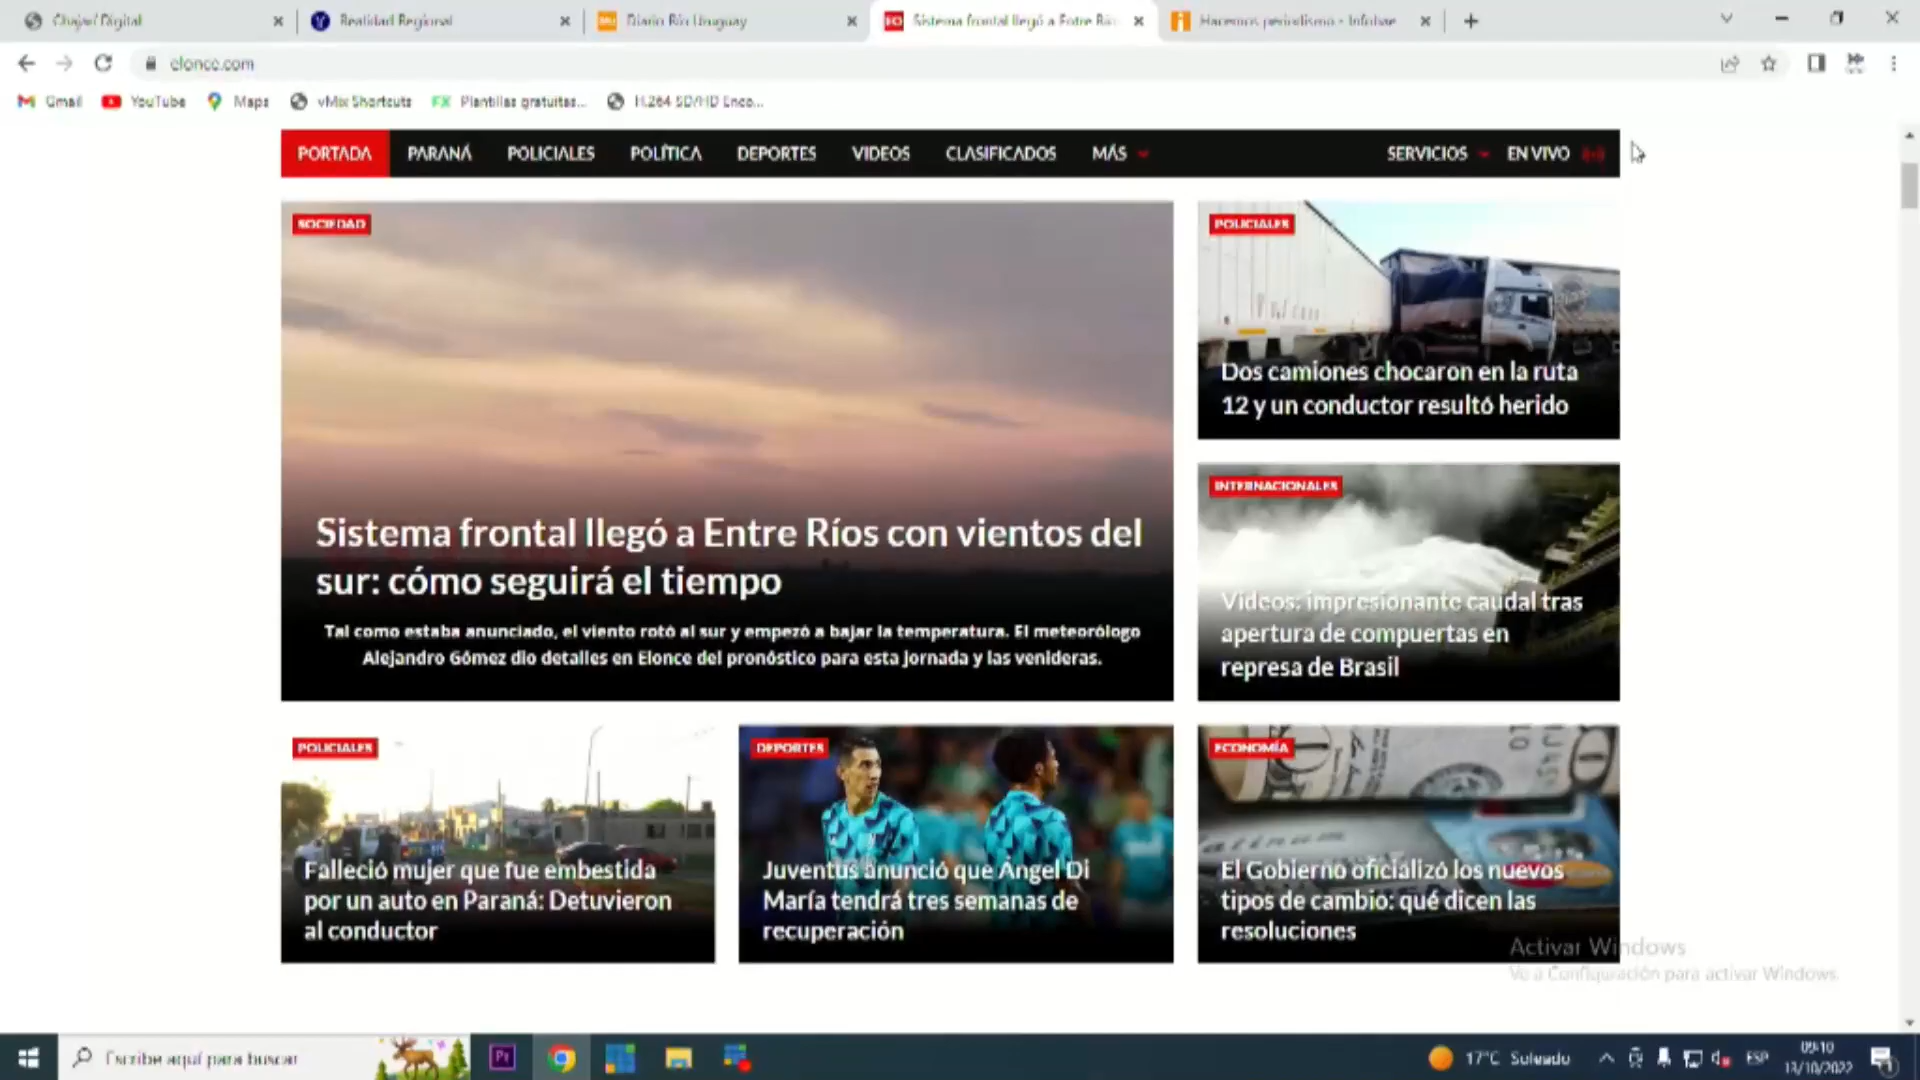 Chajarí Digital
Realidad Regional
Diario Río Uruguay
EO
Sistema frontal llegó a Entre Ríos
Hacemos periodismo - Infobae
elonce.com
Gmail
YouTube
Maps
vMix Shortcuts
FX
Plantillas gratuitas...
H.264 SD/HD Enco...
PORTADA
PARANÁ
POLICIALES
POLÍTICA
DEPORTES
VIDEOS
CLASIFICADOS
MÁS
SERVICIOS
EN VIVO
SOCIEDAD
Sistema frontal llegó a Entre Ríos con vientos del
sur: cómo seguirá el tiempo
Tal como estaba anunciado, el viento rotó al sur y empezó a bajar la temperatura. El meteorólogo
Alejandro Gómez dio detalles en Elonce del pronóstico para esta jornada y las venideras.
POLICIALES
Dos camiones chocaron en la ruta
12 y un conductor resultó herido
INTERNACIONALES
Videos: impresionante caudal tras
apertura de compuertas en
represa de Brasil
POLICIALES
Falleció mujer que fue embestida
por un auto en Paraná: Detuvieron
al conductor
DEPORTES
Juventus anunció que Ángel Di
María tendrá tres semanas de
recuperación
ECONOMÍA
El Gobierno oficializó los nuevos
tipos de cambio: qué dicen las
resoluciones
Activar Windows
Ve a Configuración para activar Windows.
Escribe aquí para buscar
Pr
17°C Soleado
ESP
09:10
13/10/2022